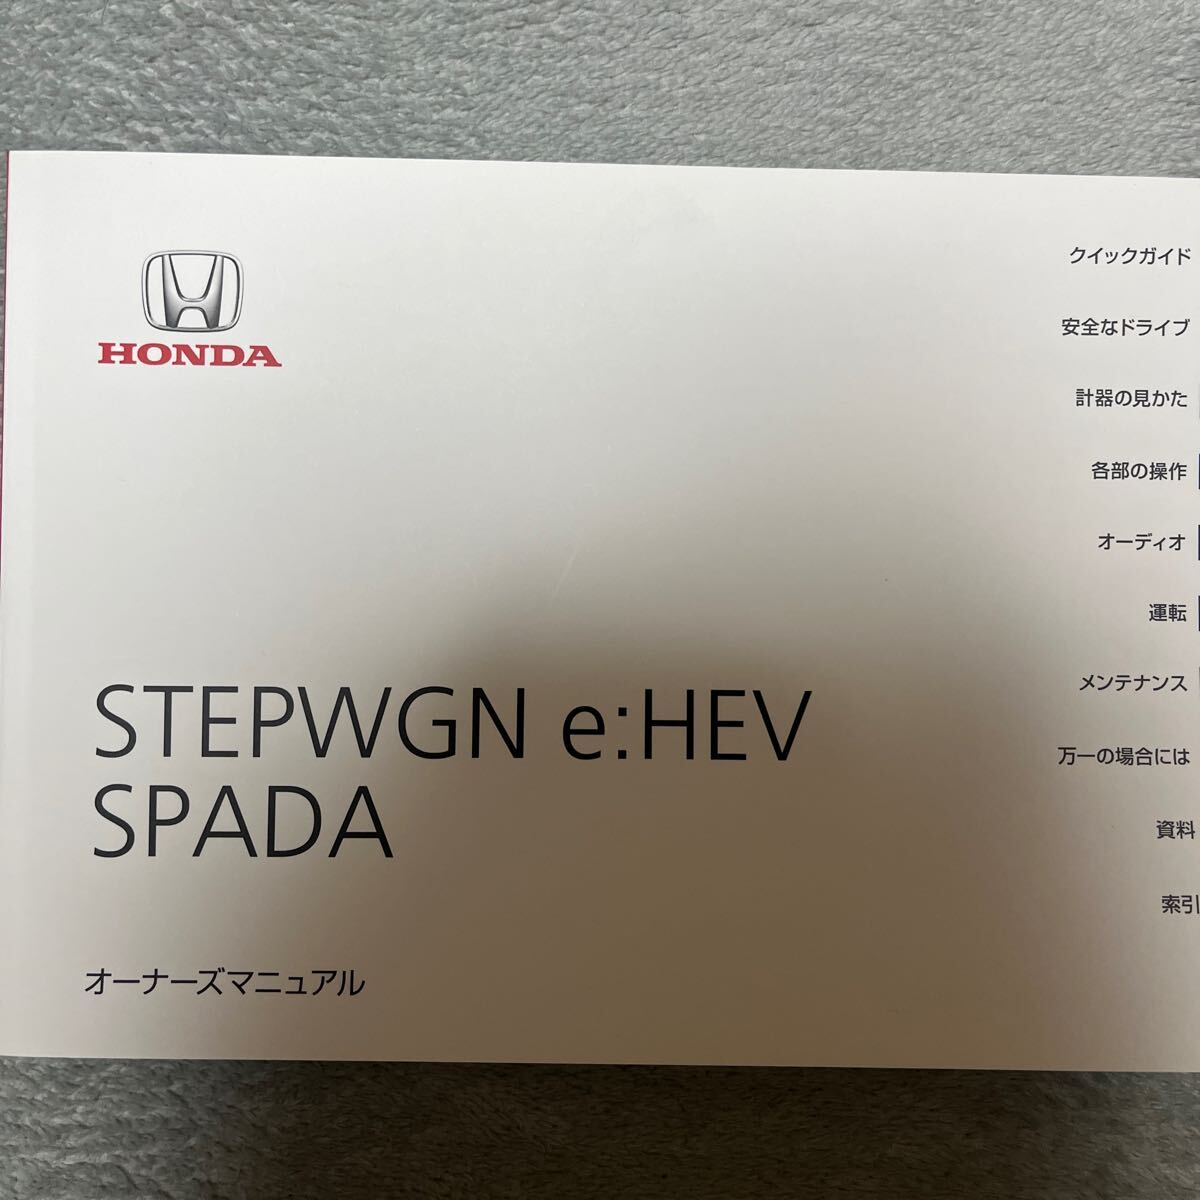 HONDA
STEPWGN e:HEV
SPADA
オーナーズマニュアル
クイックガイド
安全なドライブ
計器の見かた
各部の操作
オーディオ
運転
メンテナンス
万一の場合には
資料
索引